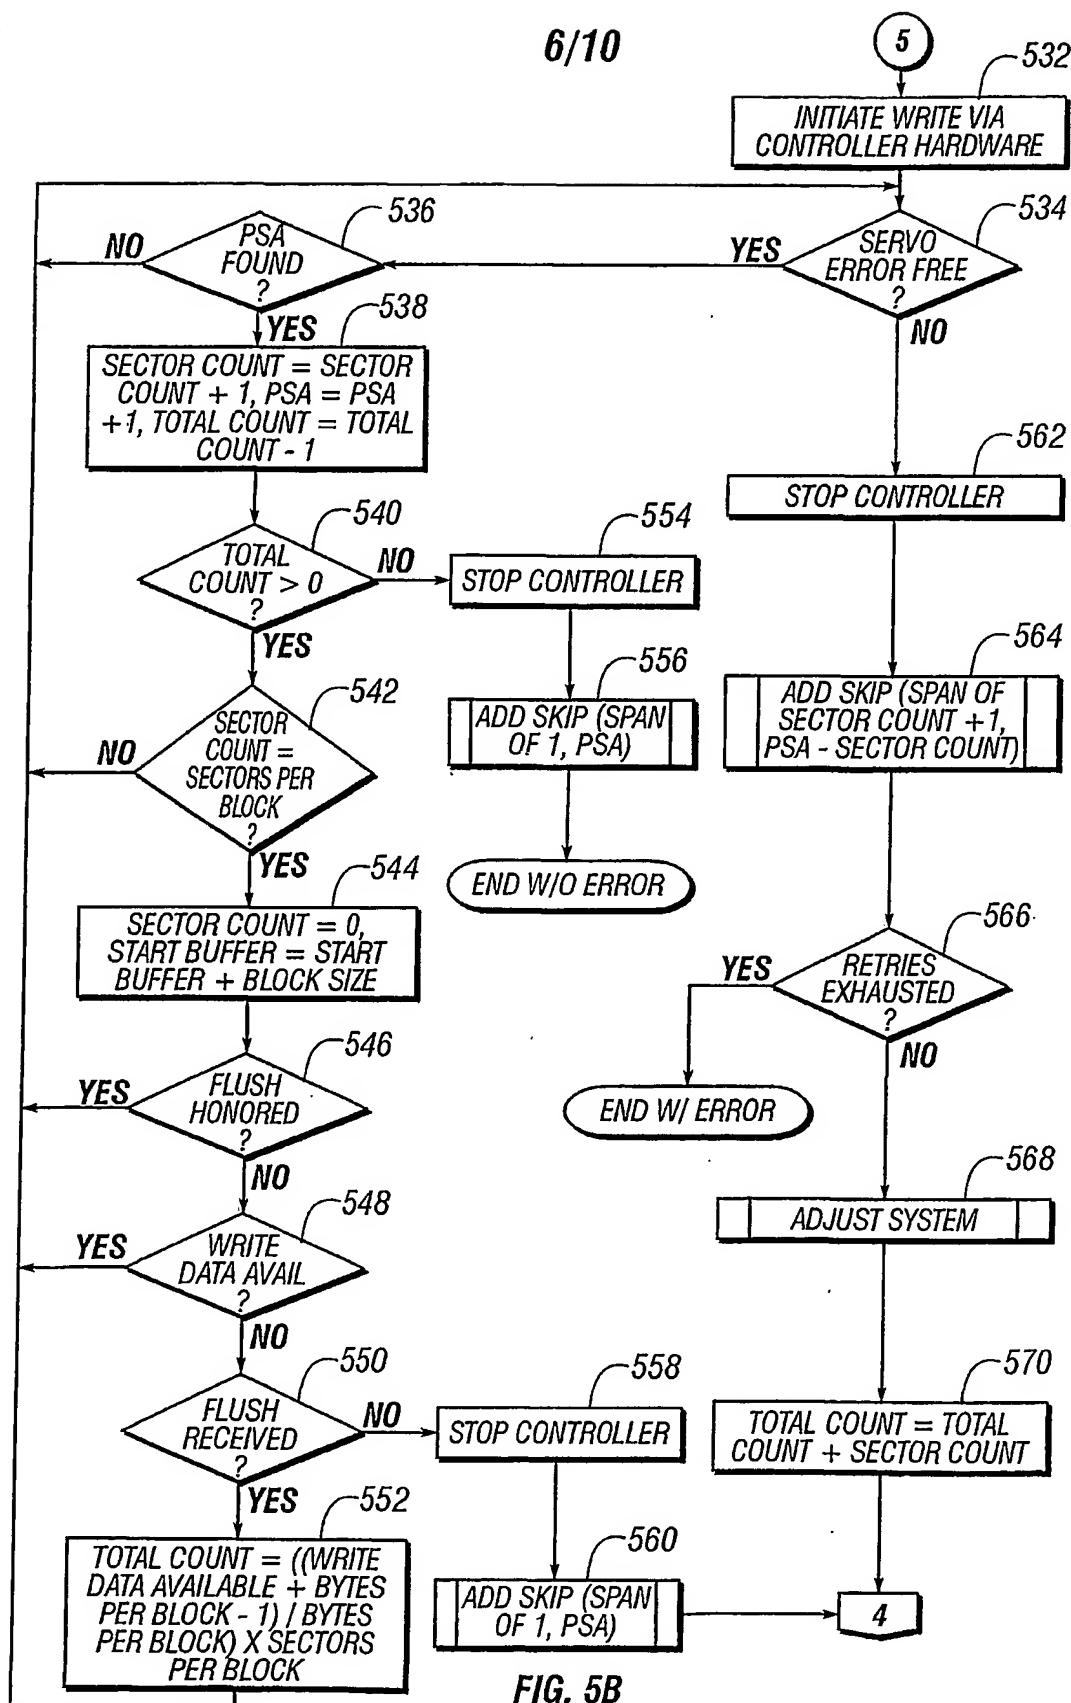 6/10
5
532
INITIATE WRITE VIA
CONTROLLER HARDWARE
534
SERVO
ERROR FREE
?
YES
NO
536
PSA
FOUND
?
NO
YES
538
SECTOR COUNT = SECTOR
COUNT + 1, PSA = PSA
+1, TOTAL COUNT = TOTAL
COUNT - 1
540
TOTAL
COUNT > 0
?
NO
YES
554
STOP CONTROLLER
556
ADD SKIP (SPAN
OF 1, PSA)
END W/O ERROR
542
SECTOR
COUNT =
SECTORS PER
BLOCK
?
NO
YES
544
SECTOR COUNT = 0,
START BUFFER = START
BUFFER + BLOCK SIZE
546
FLUSH
HONORED
?
YES
NO
548
WRITE
DATA AVAIL
?
YES
NO
550
FLUSH
RECEIVED
?
NO
YES
552
TOTAL COUNT = ((WRITE
DATA AVAILABLE + BYTES
PER BLOCK - 1) / BYTES
PER BLOCK) X SECTORS
PER BLOCK
558
STOP CONTROLLER
560
ADD SKIP (SPAN
OF 1, PSA)
562
STOP CONTROLLER
564
ADD SKIP (SPAN OF
SECTOR COUNT +1,
PSA - SECTOR COUNT)
566
RETRIES
EXHAUSTED
?
YES
NO
END W/ ERROR
568
ADJUST SYSTEM
570
TOTAL COUNT = TOTAL
COUNT + SECTOR COUNT
4
FIG. 5B